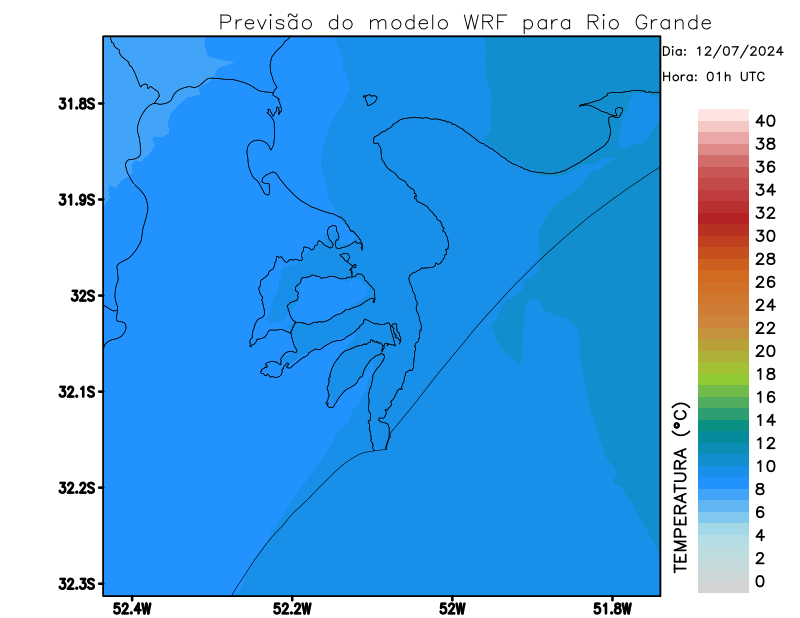 Previsão do modelo WRF para Rio Grande
Dia: 12/07/2024
Hora: 01h UTC
31.8S
31.9S
32S
32.1S
32.2S
32.3S
52.4W
52.2W
52W
51.8W
TEMPERATURA (°C)
40
38
36
34
32
30
28
26
24
22
20
18
16
14
12
10
8
6
4
2
0